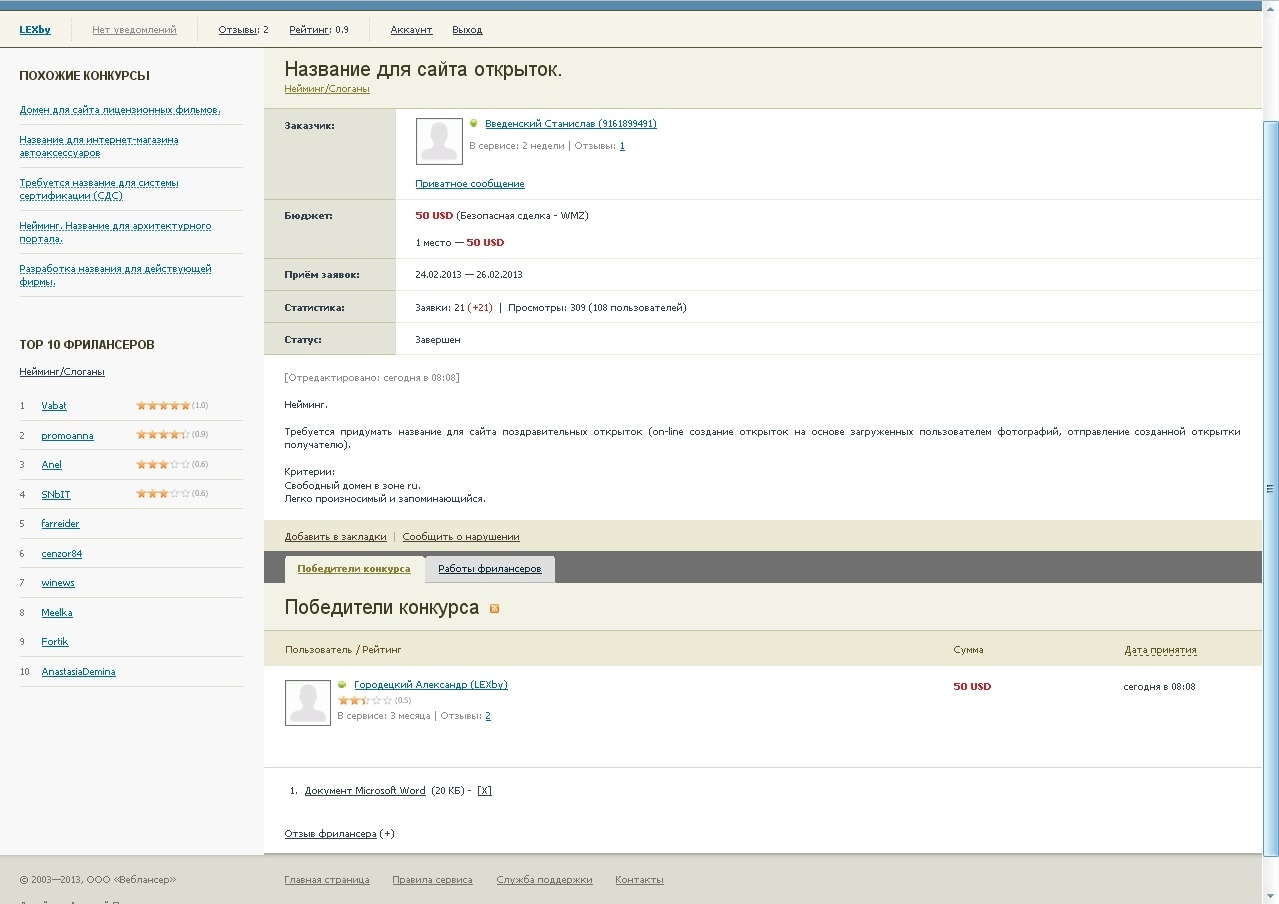 LEXby Нет уведомлений Отзывы: 2 Рейтинг: 0.9 Аккаунт Выход
ПОХОЖИЕ КОНКУРСЫ
Домен для сайта лицензионных фильмов.
Название для интернет-магазина
автоаксессуаров
Требуется название для системы
сертификации (СДС)
Нейминг. Название для архитектурного
портала.
Разработка названия для действующей
фирмы.
TOP 10 ФРИЛАНСЕРОВ
Нейминг/Слоганы
1 Vabat (1.0)
2 promoanna (0.9)
3 Anel (0.6)
4 SNbIT (0.6)
5 farreider
6 cenzor84
7 winews
8 Meelka
9 Fortik
10 AnastasiaDemina
Название для сайта открыток.
Нейминг/Слоганы
Заказчик: Введенский Станислав (9161899491)
В сервисе: 2 недели | Отзывы: 1
Приватное сообщение
Бюджет: 50 USD (Безопасная сделка - WMZ)
1 место — 50 USD
Приём заявок: 24.02.2013 — 26.02.2013
Статистика: Заявки: 21 (+21) | Просмотры: 309 (108 пользователей)
Статус: Завершен
[Отредактировано: сегодня в 08:08]
Нейминг.
Требуется придумать название для сайта поздравительных открыток (on-line создание открыток на основе загруженных пользователем фотографий, отправление созданной открытки
получателю).
Критерии:
Свободный домен в зоне ru.
Легко произносимый и запоминающийся.
Добавить в закладки | Сообщить о нарушении
Победители конкурса Работы фрилансеров
Победители конкурса
Пользователь / Рейтинг Сумма Дата принятия
Городецкий Александр (LEXby) 50 USD сегодня в 08:08
(0.5)
В сервисе: 3 месяца | Отзывы: 2
1. Документ Microsoft Word (20 КБ) - [X]
Отзыв фрилансера (+)
© 2003—2013, ООО «Веблансер» Главная страница Правила сервиса Служба поддержки Контакты